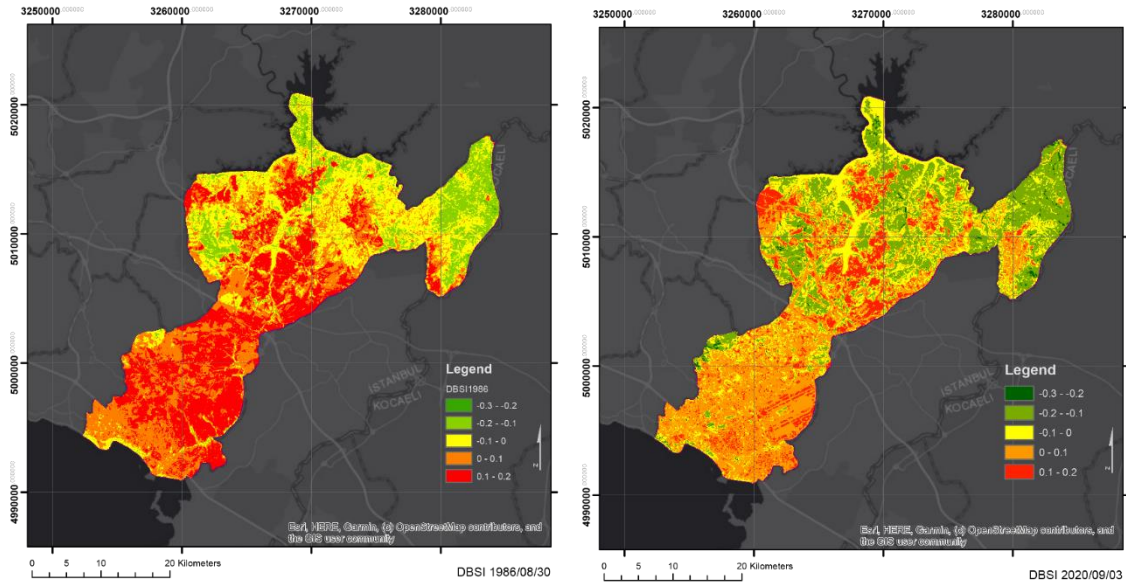 3250000.000000 3260000.000000 3270000.000000 3280000.000000
5020000.000000
5010000.000000
5000000.000000
4990000.000000
KOCAELI
ISTANBUL
KOCAELI
Legend
DBSI1986
-0.3 - -0.2
-0.2 - -0.1
-0.1 - 0
0 - 0.1
0.1 - 0.2
z
Esri, HERE, Garmin, (c) OpenStreetMap contributors, and
the GIS user community
0 5 10 20 Kilometers
DBSI 1986/08/30
3250000.000000 3260000.000000 3270000.000000 3280000.000000
5020000.000000
5010000.000000
5000000.000000
4990000.000000
KOCAELI
ISTANBUL
KOCAELI
Legend
-0.3 - -0.2
-0.2 - -0.1
-0.1 - 0
0 - 0.1
0.1 - 0.2
z
Esri, HERE, Garmin, (c) OpenStreetMap contributors, and
the GIS user community
0 5 10 20 Kilometers
DBSI 2020/09/03